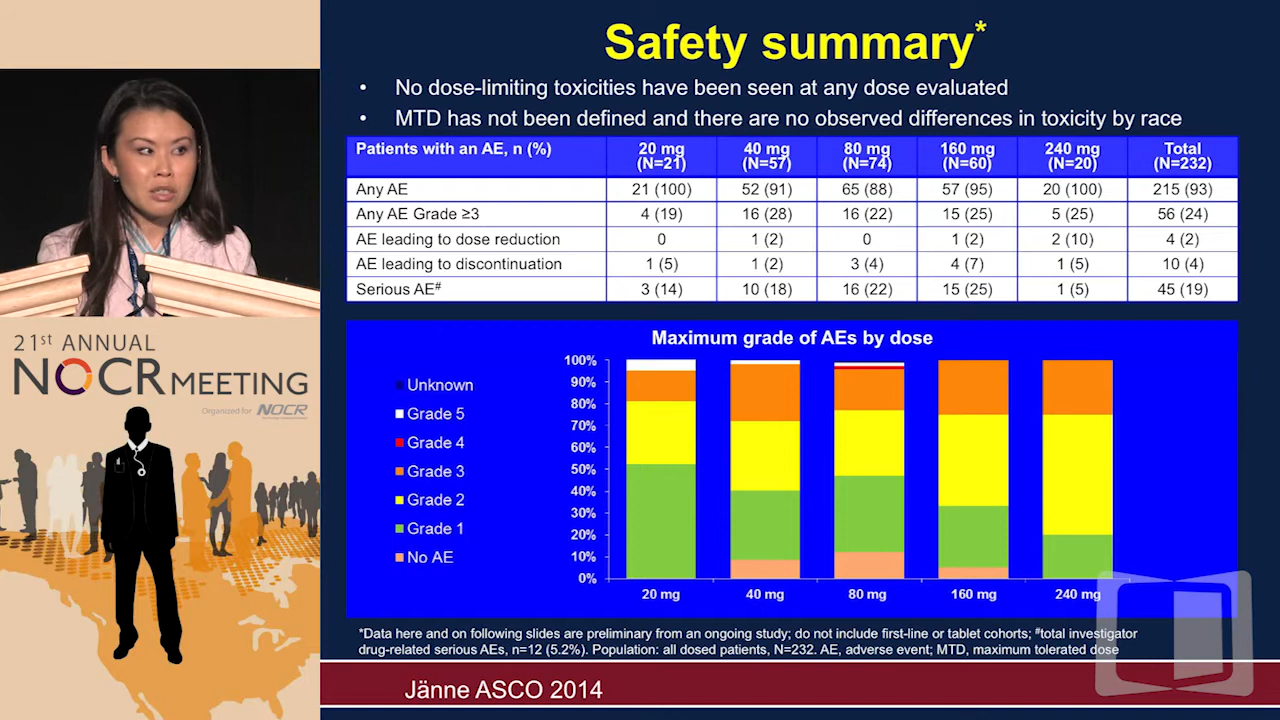 Safety summary*
• No dose-limiting toxicities have been seen at any dose evaluated
• MTD has not been defined and there are no observed differences in toxicity by race
Patients with an AE, n (%) 20 mg (N=21) 40 mg (N=57) 80 mg (N=74) 160 mg (N=60) 240 mg (N=20) Total (N=232)
Any AE 21 (100) 52 (91) 65 (88) 57 (95) 20 (100) 215 (93)
Any AE Grade ≥3 4 (19) 16 (28) 16 (22) 15 (25) 5 (25) 56 (24)
AE leading to dose reduction 0 1 (2) 0 1 (2) 2 (10) 4 (2)
AE leading to discontinuation 1 (5) 1 (2) 3 (4) 4 (7) 1 (5) 10 (4)
Serious AE# 3 (14) 10 (18) 16 (22) 15 (25) 1 (5) 45 (19)
Maximum grade of AEs by dose
Unknown
Grade 5
Grade 4
Grade 3
Grade 2
Grade 1
No AE
100%
90%
80%
70%
60%
50%
40%
30%
20%
10%
0%
20 mg 40 mg 80 mg 160 mg 240 mg
*Data here and on following slides are preliminary from an ongoing study; do not include first-line or tablet cohorts; #total investigator
drug-related serious AEs, n=12 (5.2%). Population: all dosed patients, N=232. AE, adverse event; MTD, maximum tolerated dose
Jänne ASCO 2014
21st ANNUAL
NOCR MEETING
Organized for NOCR